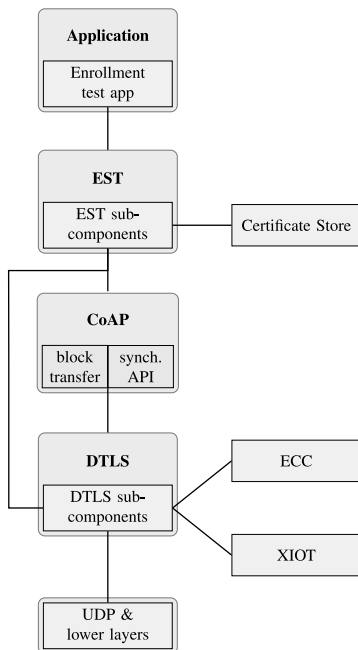 Application
Enrollment
test app
EST
EST sub-
components
Certificate Store
CoAP
block
transfer
synch.
API
DTLS
DTLS sub-
components
ECC
XIOT
UDP &
lower layers